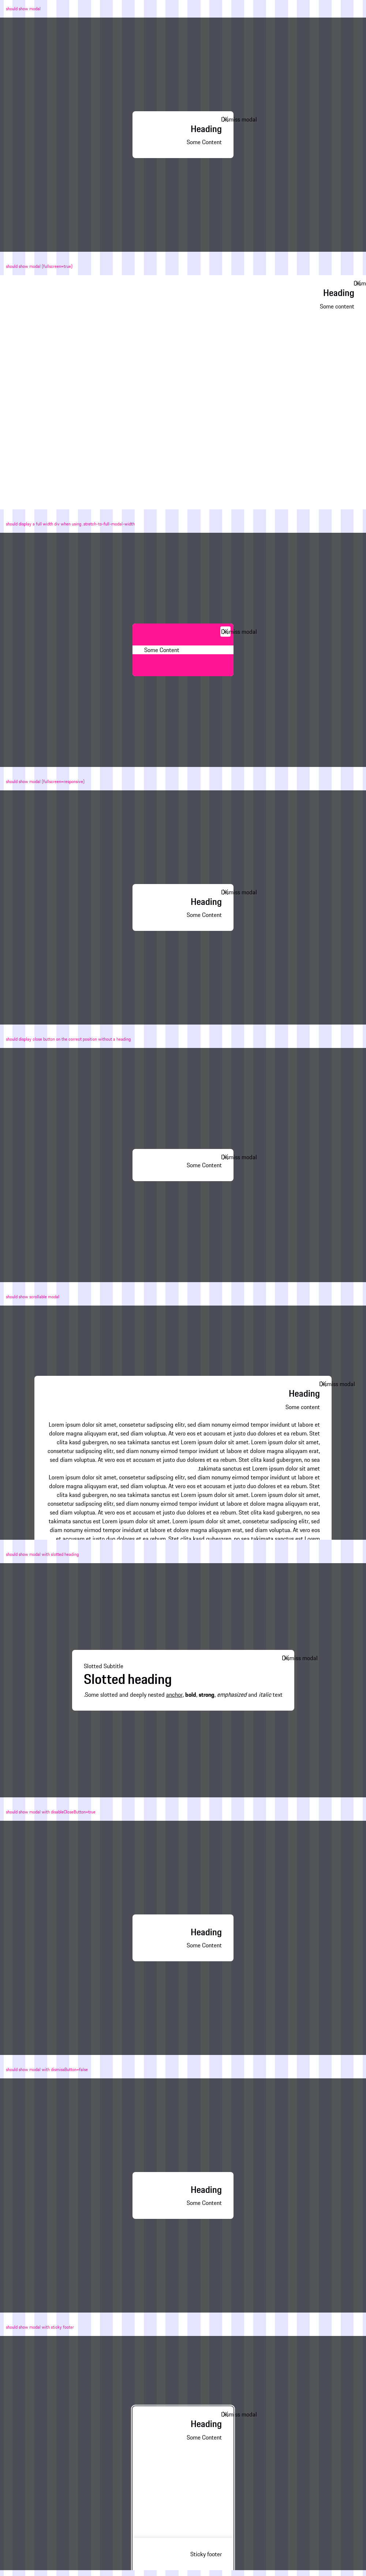 should show modal
Dismiss modal
Heading
Some Content
should show modal (fullscreen=true)
Heading
Some content
should display a full width div when using .stretch-to-full-modal-width
Dismiss modal
Some Content
should show modal (fullscreen=responsive)
Dismiss modal
Heading
Some Content
should display close button on the correct position without a heading
Dismiss modal
Some Content
should show scrollable modal
Dismiss modal
Heading
Some content
Lorem ipsum dolor sit amet, consetetur sadipscing elitr, sed diam nonumy eirmod tempor invidunt ut labore et
dolore magna aliquyam erat, sed diam voluptua. At vero eos et accusam et justo duo dolores et ea rebum. Stet
clita kasd gubergren, no sea takimata sanctus est Lorem ipsum dolor sit amet. Lorem ipsum dolor sit amet,
consetetur sadipscing elitr, sed diam nonumy eirmod tempor invidunt ut labore et dolore magna aliquyam erat,
sed diam voluptua. At vero eos et accusam et justo duo dolores et ea rebum. Stet clita kasd gubergren, no sea
.takimata sanctus est Lorem ipsum dolor sit amet
Lorem ipsum dolor sit amet, consetetur sadipscing elitr, sed diam nonumy eirmod tempor invidunt ut labore et
dolore magna aliquyam erat, sed diam voluptua. At vero eos et accusam et justo duo dolores et ea rebum. Stet
clita kasd gubergren, no sea takimata sanctus est Lorem ipsum dolor sit amet. Lorem ipsum dolor sit amet,
consetetur sadipscing elitr, sed diam nonumy eirmod tempor invidunt ut labore et dolore magna aliquyam erat,
sed diam voluptua. At vero eos et accusam et justo duo dolores et ea rebum. Stet clita kasd gubergren, no sea
takimata sanctus est Lorem ipsum dolor sit amet. Lorem ipsum dolor sit amet, consetetur sadipscing elitr, sed
diam nonumy eirmod tempor invidunt ut labore et dolore magna aliquyam erat, sed diam voluptua. At vero eos
et accusam et justo duo dolores et ea rebum. Stet clita kasd gubergren, no sea takimata sanctus est Lorem
should show modal with slotted heading
Dismiss modal
Slotted Subtitle
Slotted heading
.Some slotted and deeply nested anchor, bold, strong, emphasized and italic text
should show modal with disableCloseButton=true
Heading
Some Content
should show modal with dismissButton=false
Heading
Some Content
should show modal with sticky footer
Dismiss modal
Heading
Some Content
Sticky footer